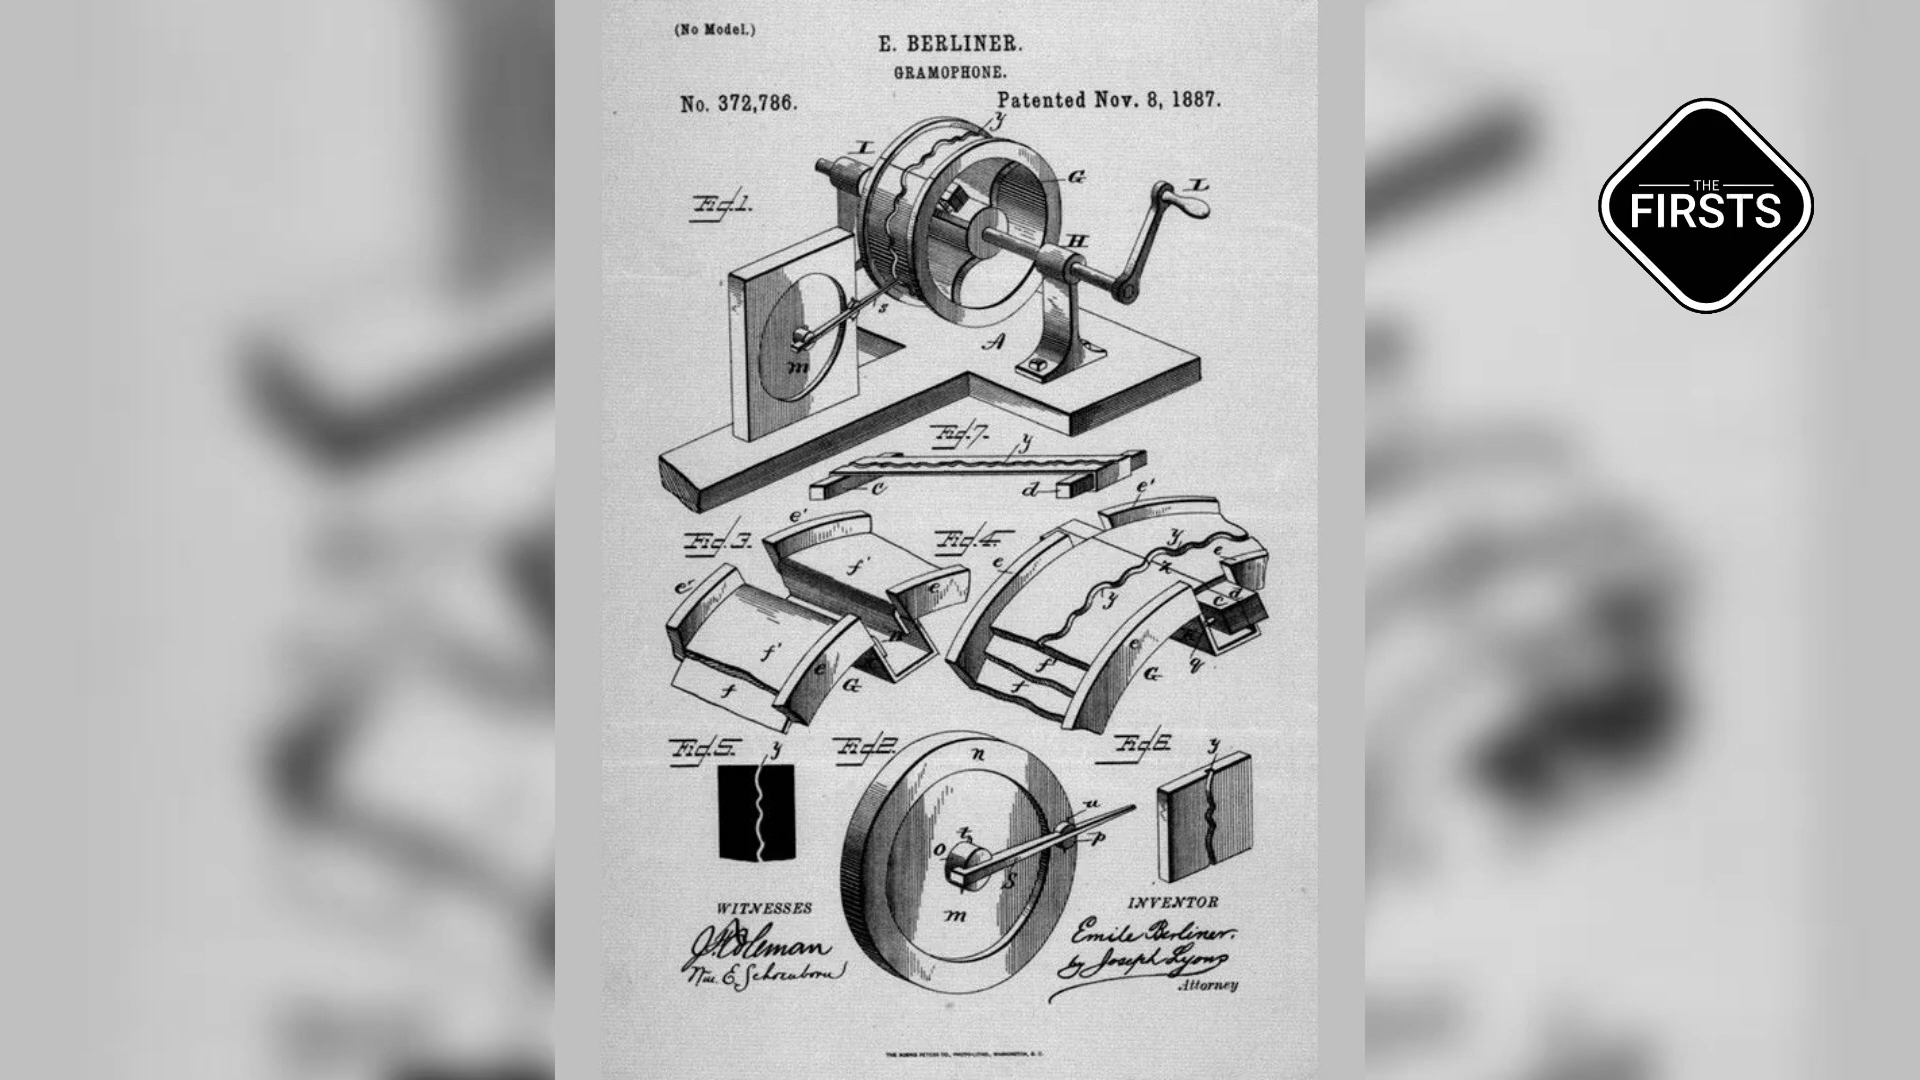 (No Model.)
E. BERLINER.
GRAMOPHONE.
No. 372,786.
Patented Nov. 8, 1887.
THE
FIRSTS
Fig.1.
I
y
G
L
H
s
A
m
Fig.7.
y
c
d
Fig.3.
e'
f'
e
e'
f'
e
f
G
n
Fig.4.
e'
y
e
e
x
y
c
d
e
f'
f
G
q
Fig.5.
y
Fig.2.
n
u
p
t
o
S
m
Fig.6.
y
WITNESSES
INVENTOR
Emile Berliner.
by Joseph Lyons
Attorney